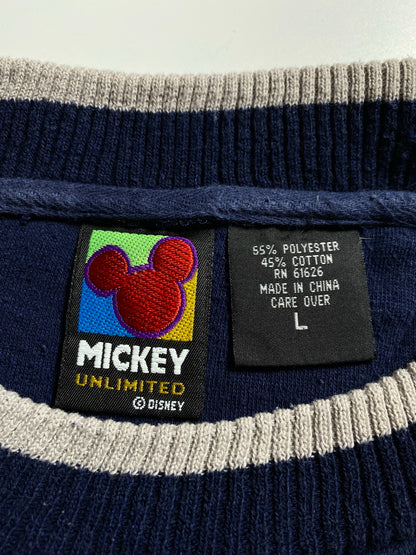 MICKEY
UNLIMITED
© DISNEY
55% POLYESTER
45% COTTON
RN 61626
MADE IN CHINA
CARE OVER
L